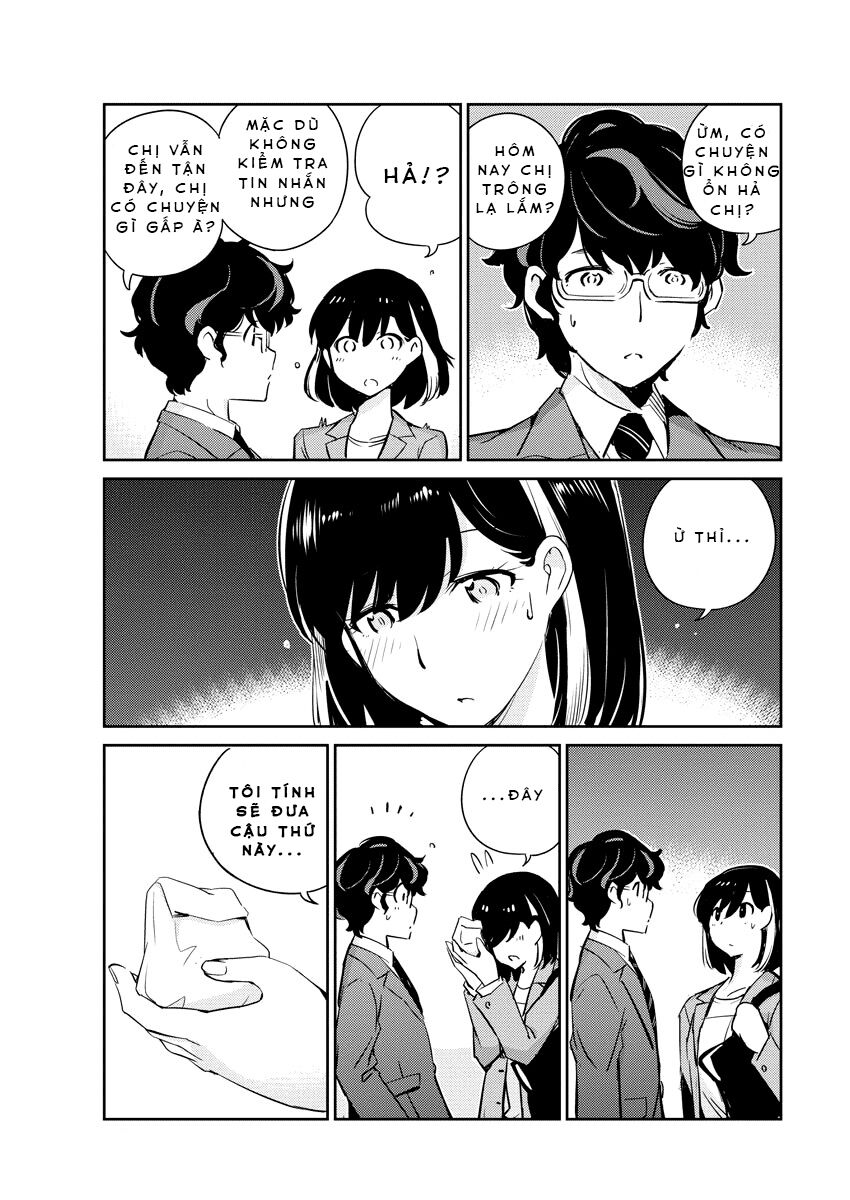 ỪM, CÓ
CHUYỆN
GÌ KHÔNG
ỔN HẢ
CHỊ?
HÔM
NAY CHỊ
TRÔNG
LẠ LẮM?
HẢ!?
MẶC DÙ
KHÔNG
KIỂM TRA
TIN NHẮN
NHƯNG
CHỊ VẪN
ĐẾN TẬN
ĐÂY, CHỊ
CÓ CHUYỆN
GÌ GẤP À?
Ừ THÌ...
...ĐÂY
TÔI TÍNH
SẼ ĐƯA
CẬU THỨ
NÀY...